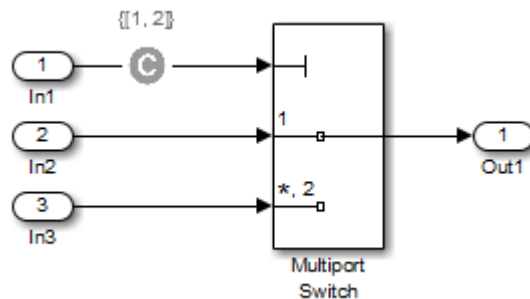 {[1, 2]}
1
C
In1
2
1
1
In2
Out1
3
*, 2
In3
Multiport
Switch